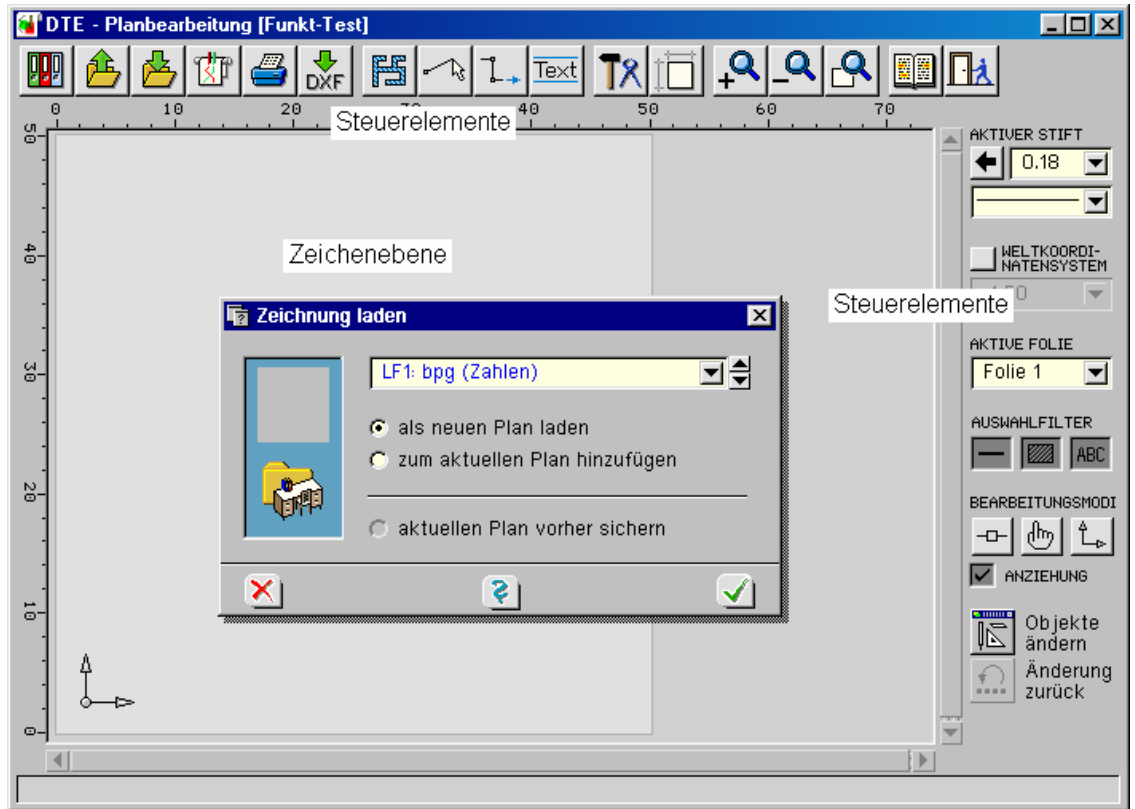 DTE - Planbearbeitung [Funkt-Test]
DXF
Text
0 10 20 40 50 60 70
Steuerelemente
50
40
30
20
10
0
Zeichenebene
Steuerelemente
AKTIVER STIFT
0.18
WELTKOORDI-
NATENSYSTEM
AKTIVE FOLIE
Folie 1
AUSWAHLFILTER
ABC
BEARBEITUNGSMODI
ANZIEHUNG
Objekte
ändern
Änderung
zurück
Zeichnung laden
LF1: bpg (Zahlen)
als neuen Plan laden
zum aktuellen Plan hinzufügen
aktuellen Plan vorher sichern